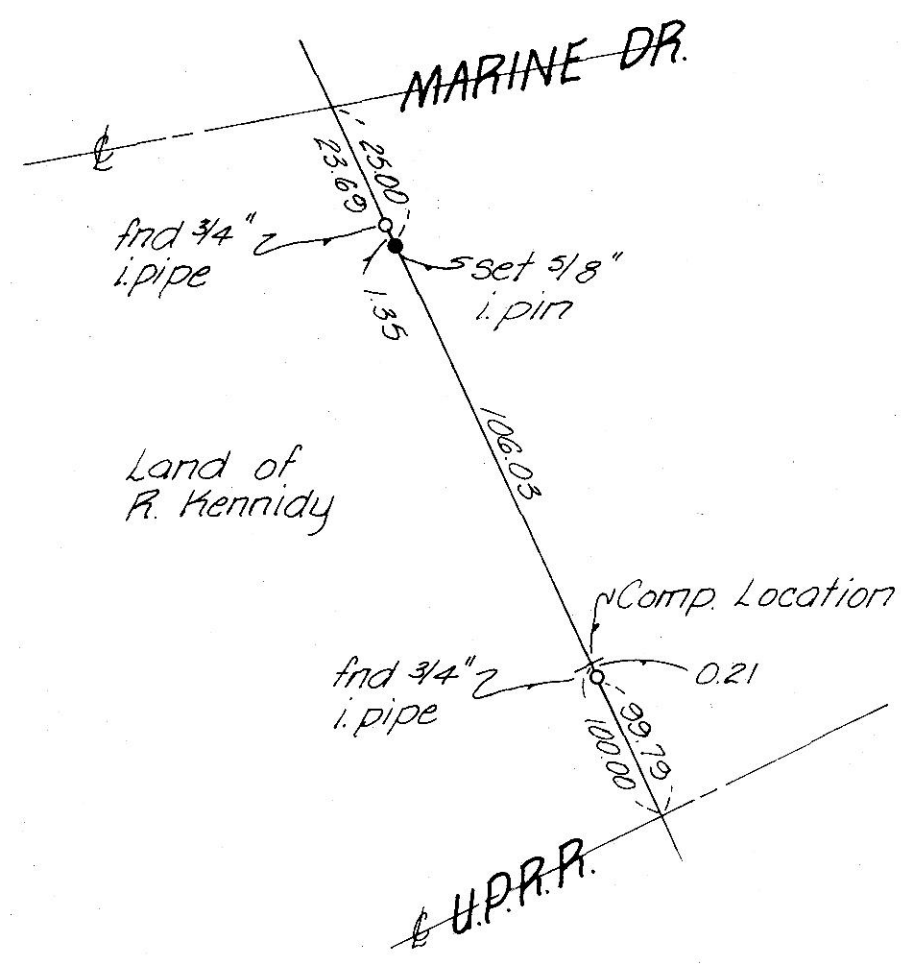 MARINE DR.
℄
25.00
23.69
fnd 3/4"
i.pipe
set 5/8"
i.pin
1.35
106.03
Land of
R. Kennidy
Comp. Location
fnd 3/4"
i.pipe
0.21
99.79
100.00
℄ U.P.R.R.